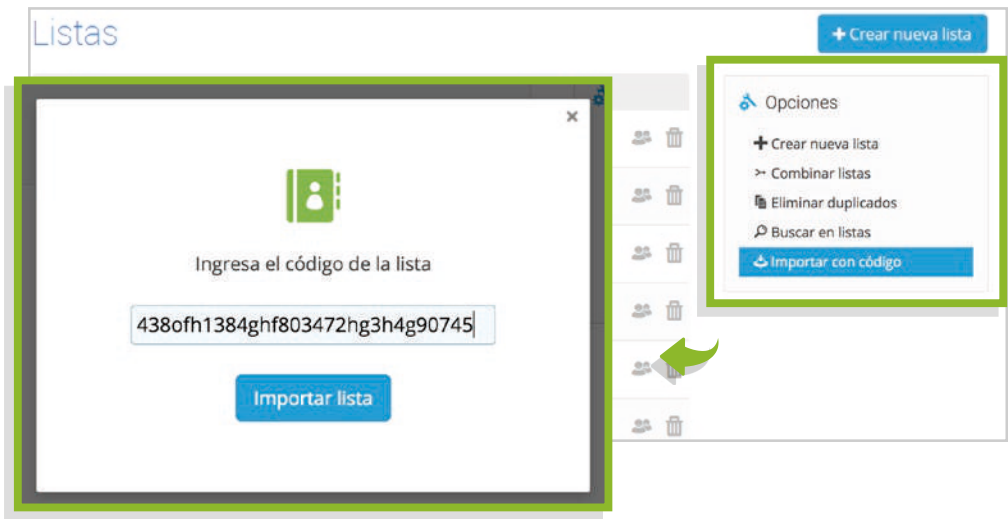 Listas
+ Crear nueva lista
×
Ingresa el código de la lista
438ofh1384ghf803472hg3h4g90745
Importar lista
Opciones
Crear nueva lista
Combinar listas
Eliminar duplicados
Buscar en listas
Importar con código